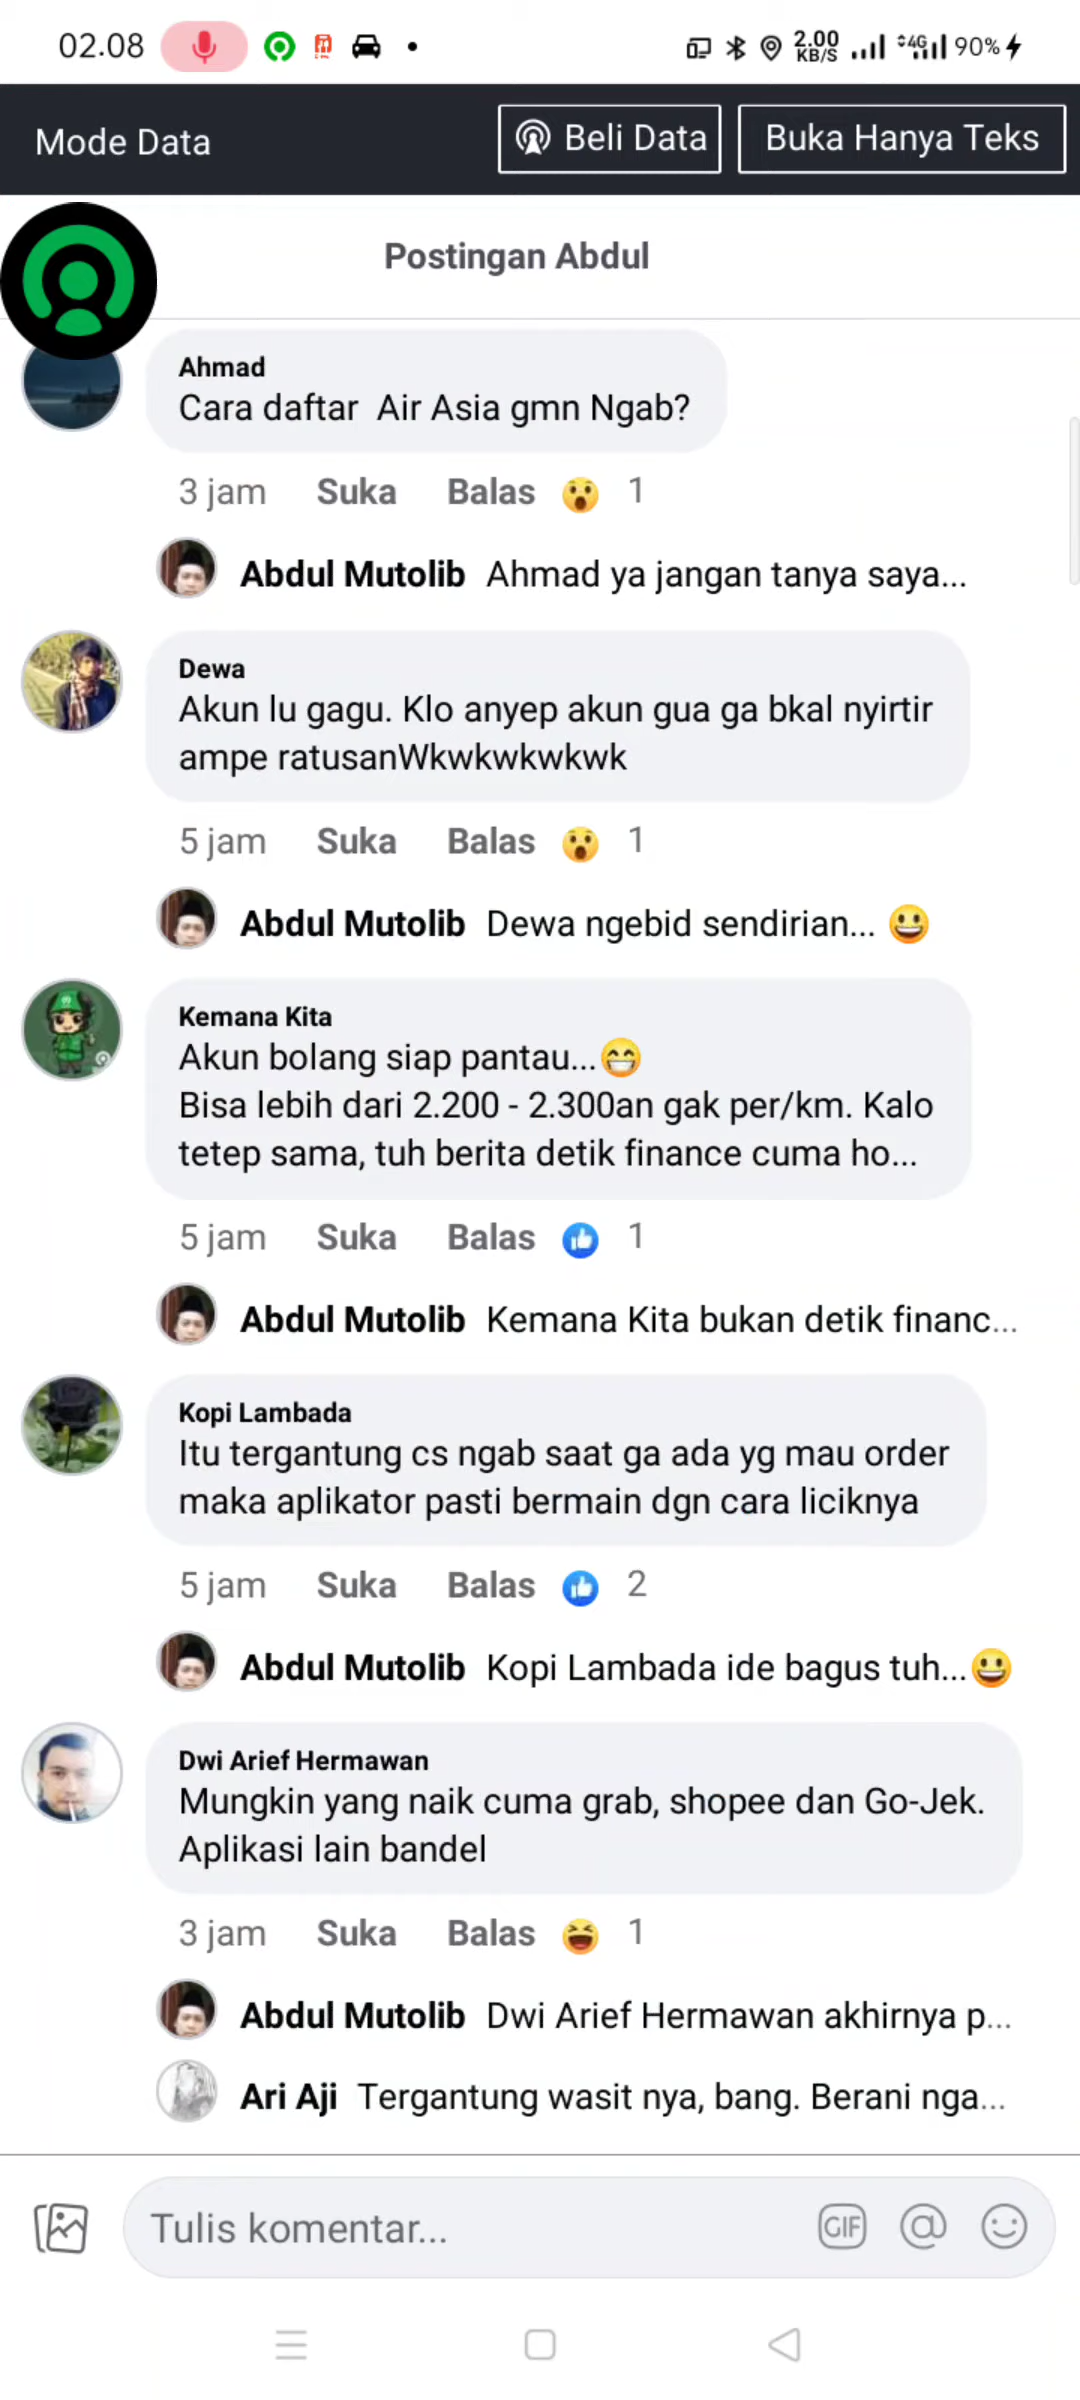 02.08
2.00
KB/S
4G
90%
Mode Data
Beli Data
Buka Hanya Teks
Postingan Abdul
Ahmad
Cara daftar Air Asia gmn Ngab?
3 jam Suka Balas 😮 1
Abdul Mutolib Ahmad ya jangan tanya saya...
Dewa
Akun lu gagu. Klo anyep akun gua ga bkal nyirtir
ampe ratusanWkwkwkwkwk
5 jam Suka Balas 😮 1
Abdul Mutolib Dewa ngebid sendirian... 😀
Kemana Kita
Akun bolang siap pantau...😁
Bisa lebih dari 2.200 - 2.300an gak per/km. Kalo
tetep sama, tuh berita detik finance cuma ho...
5 jam Suka Balas 👍 1
Abdul Mutolib Kemana Kita bukan detik financ...
Kopi Lambada
Itu tergantung cs ngab saat ga ada yg mau order
maka aplikator pasti bermain dgn cara liciknya
5 jam Suka Balas 👍 2
Abdul Mutolib Kopi Lambada ide bagus tuh...😀
Dwi Arief Hermawan
Mungkin yang naik cuma grab, shopee dan Go-Jek.
Aplikasi lain bandel
3 jam Suka Balas 😆 1
Abdul Mutolib Dwi Arief Hermawan akhirnya p...
Ari Aji Tergantung wasit nya, bang. Berani nga...
Tulis komentar...
GIF